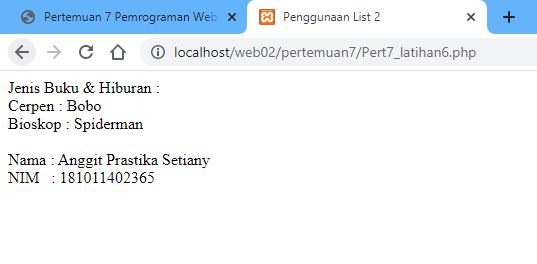 Pertemuan 7 Pemrograman Web
Penggunaan List 2
localhost/web02/pertemuan7/Pert7_latihan6.php
Jenis Buku & Hiburan :
Cerpen : Bobo
Bioskop : Spiderman
Nama : Anggit Prastika Setiany
NIM : 181011402365